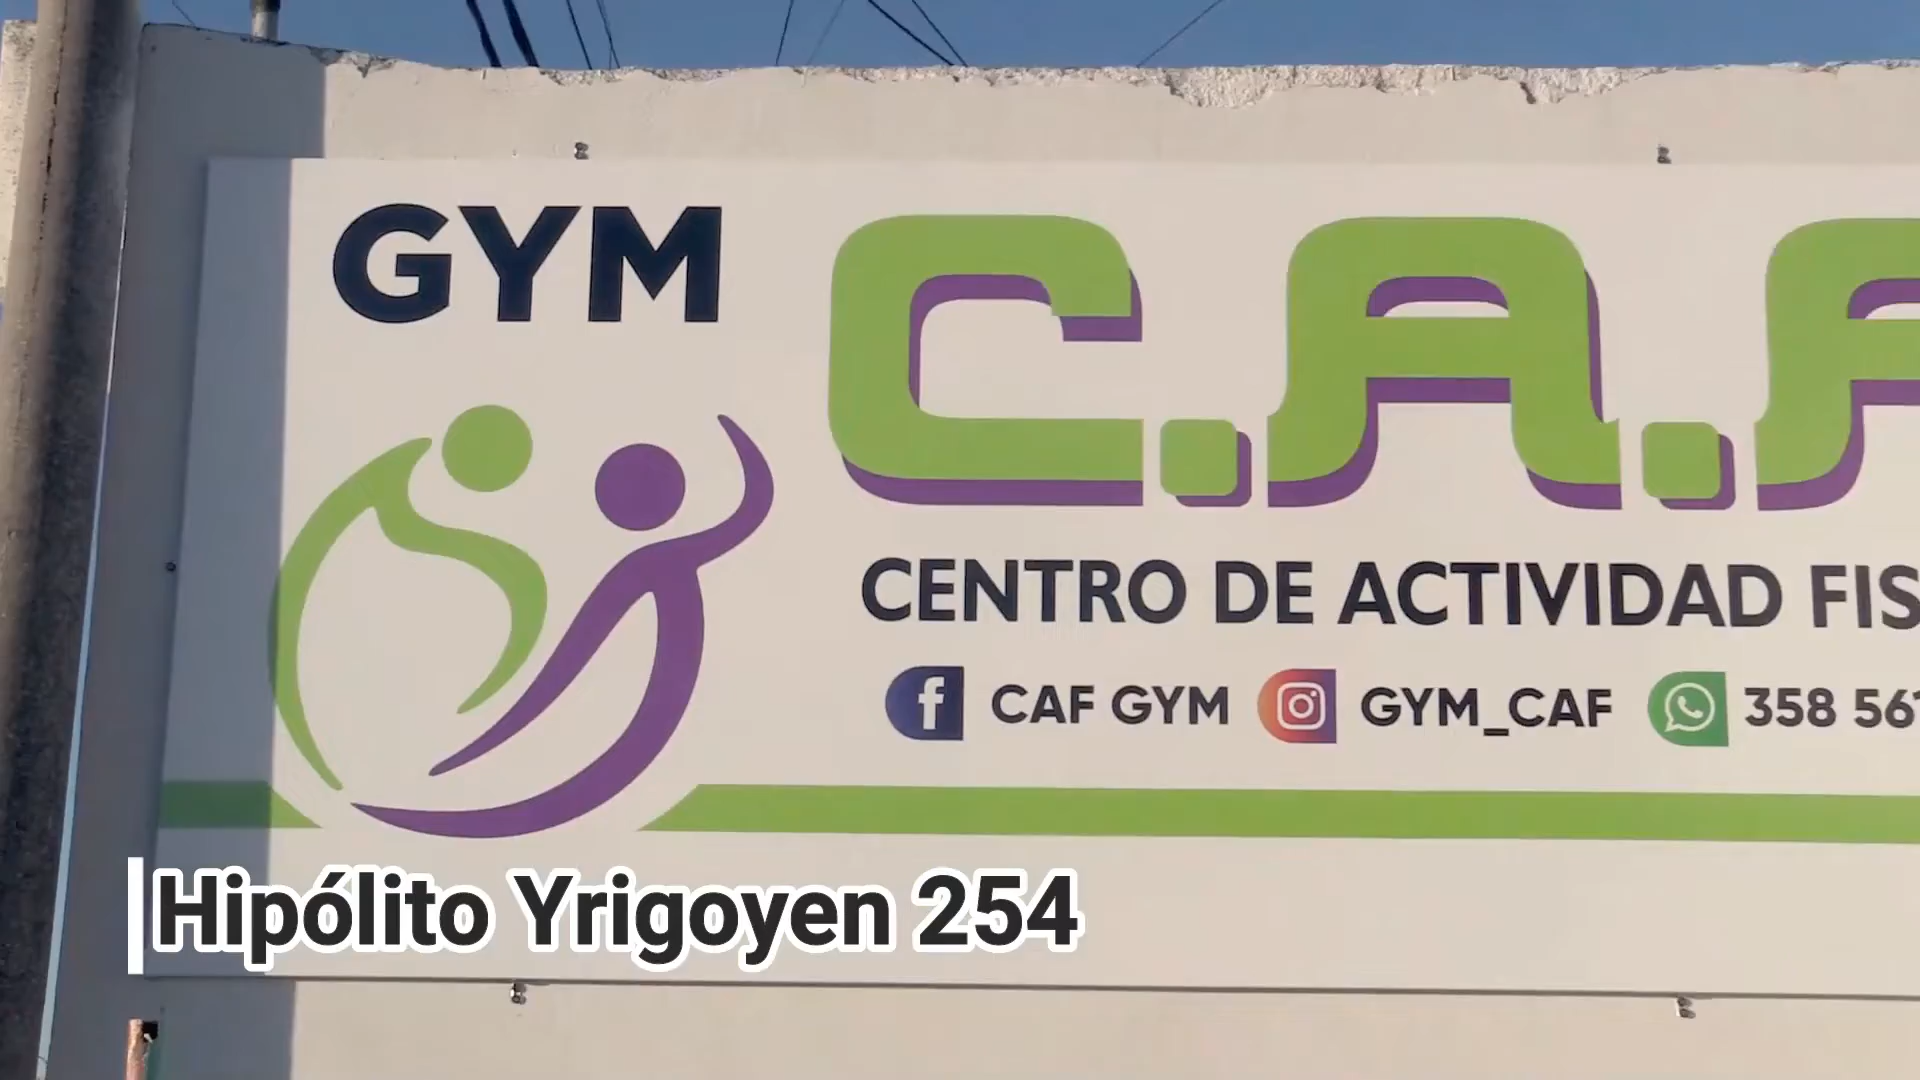 GYM
C.A.
CENTRO DE ACTIVIDAD
CAF GYM GYM_CAF 358
Hipólito Yrigoyen 254